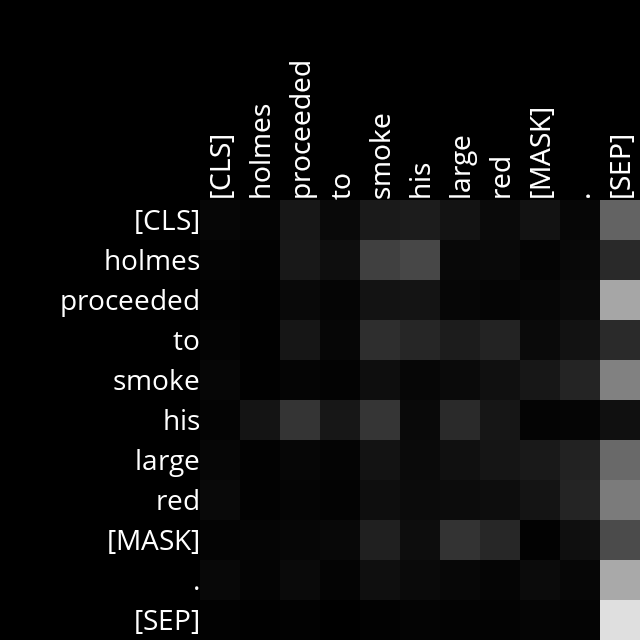 [CLS] holmes proceeded to smoke his large red [MASK] . [SEP]
[CLS]
holmes
proceeded
to
smoke
his
large
red
[MASK]
.
[SEP]